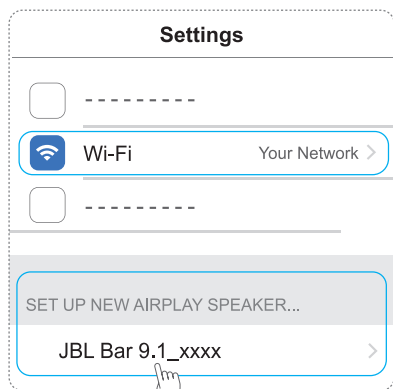 Settings
---------
Wi-Fi Your Network >
---------
SET UP NEW AIRPLAY SPEAKER...
JBL Bar 9.1_xxxx >